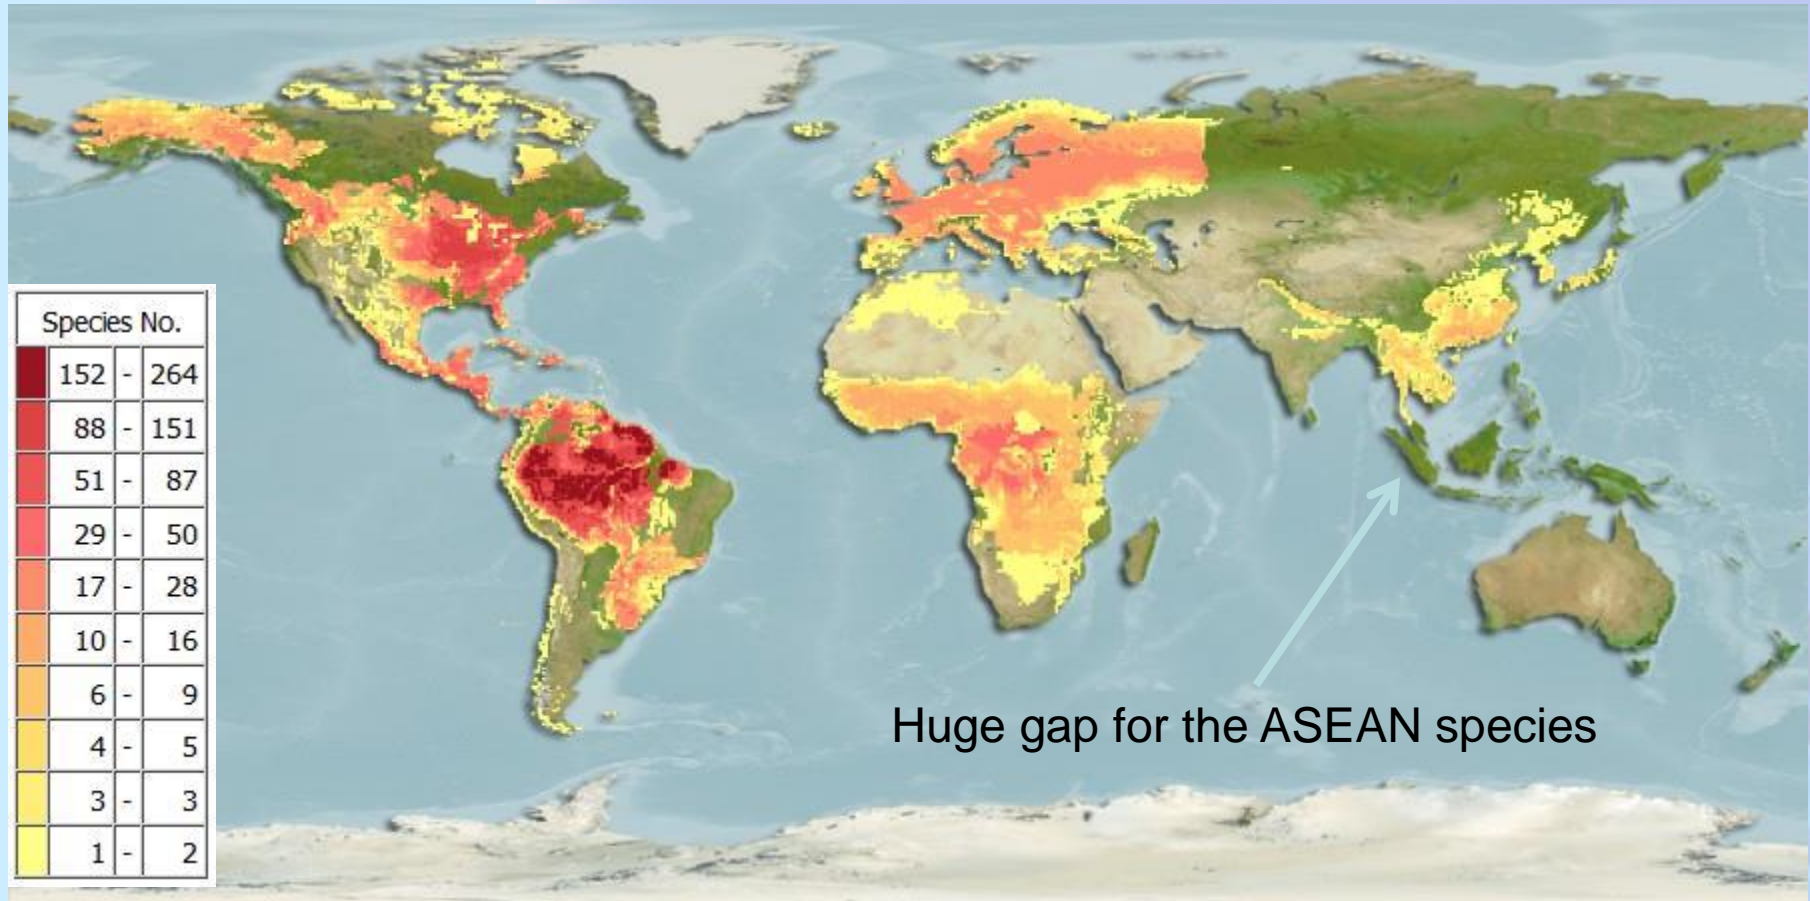 Species No.
152 - 264
88 - 151
51 - 87
29 - 50
17 - 28
10 - 16
6 - 9
4 - 5
3 - 3
1 - 2
Huge gap for the ASEAN species